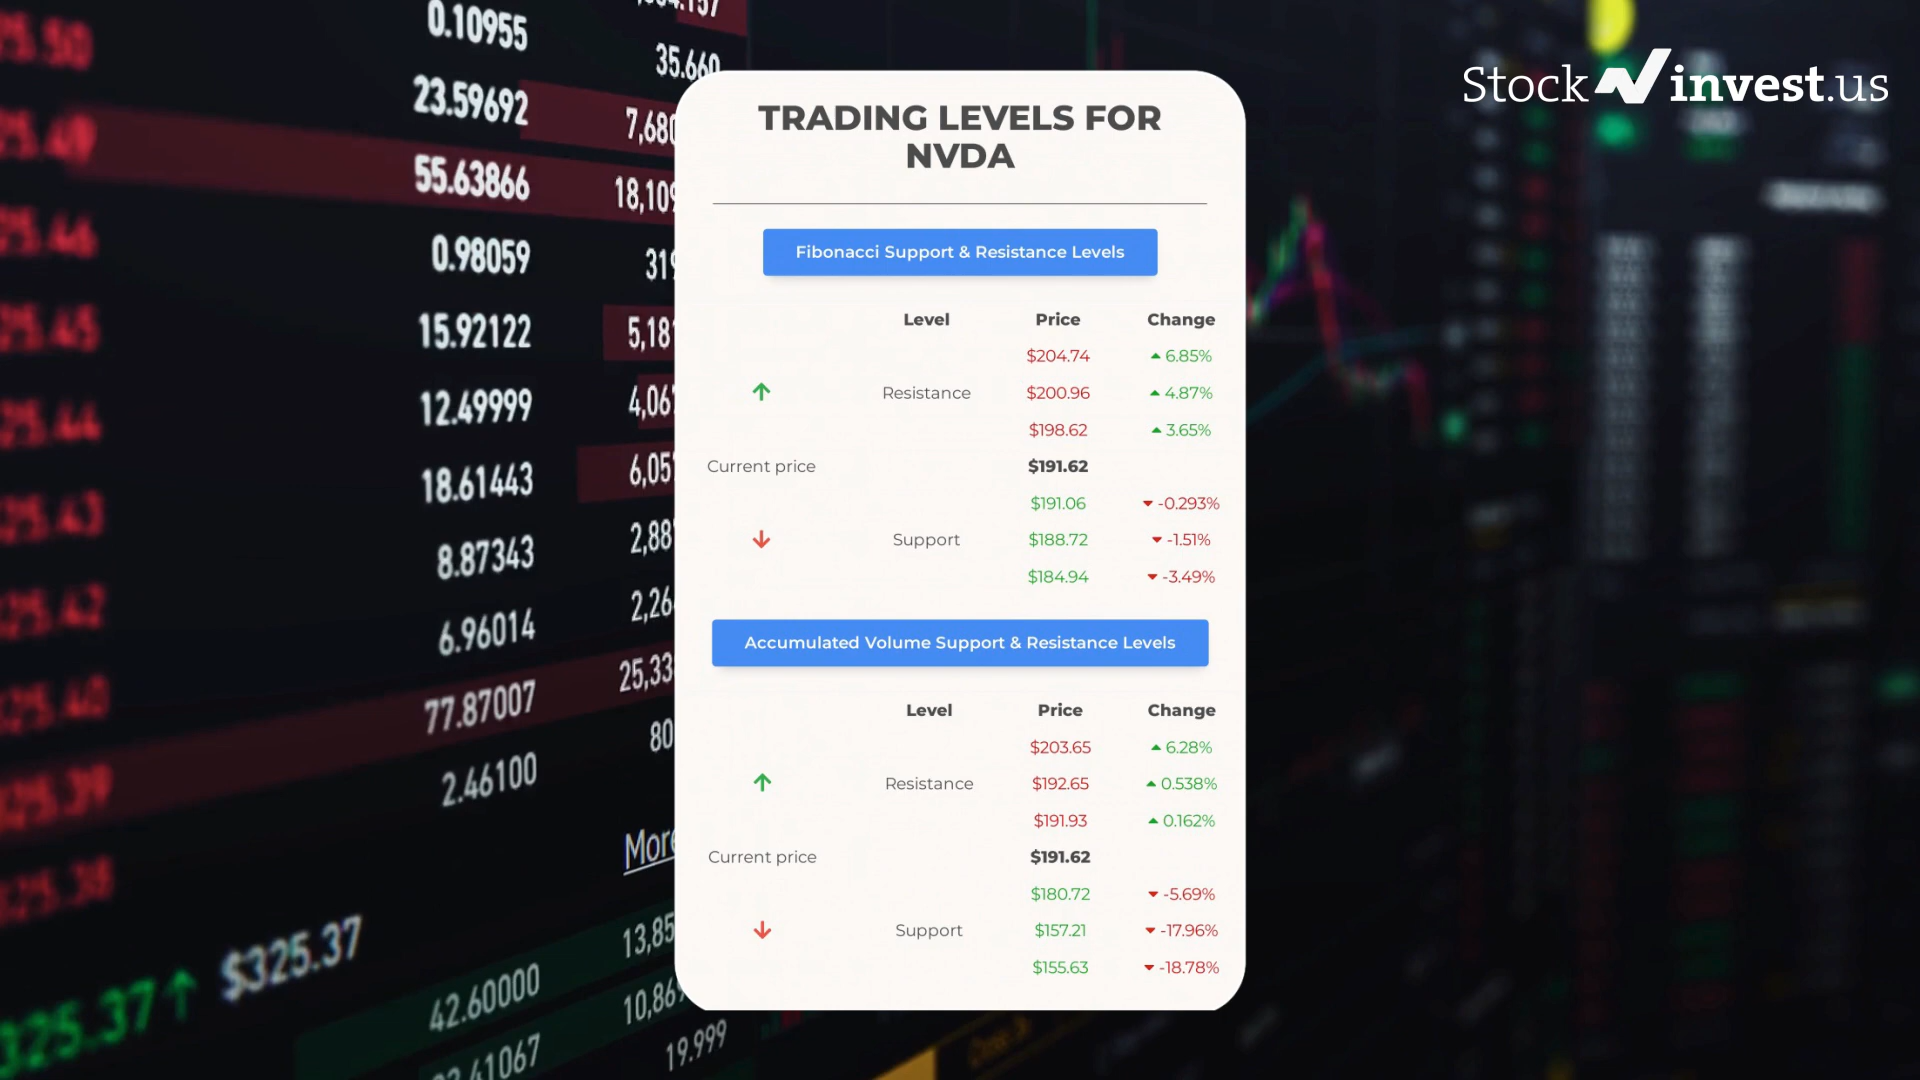 Stock invest.us
TRADING LEVELS FOR
NVDA
Fibonacci Support & Resistance Levels
Level Price Change
$204.74 6.85%
Resistance $200.96 4.87%
$198.62 3.65%
Current price $191.62
$191.06 -0.293%
Support $188.72 -1.51%
$184.94 -3.49%
Accumulated Volume Support & Resistance Levels
Level Price Change
$203.65 6.28%
Resistance $192.65 0.538%
$191.93 0.162%
Current price $191.62
$180.72 -5.69%
Support $157.21 -17.96%
$155.63 -18.78%
0.10955
35.660
23.59692
55.63866
0.98059
15.92122
12.49999
18.61443
8.87343
6.96014
77.87007
2.46100
More
325.37 $325.37
42.60000
19.999